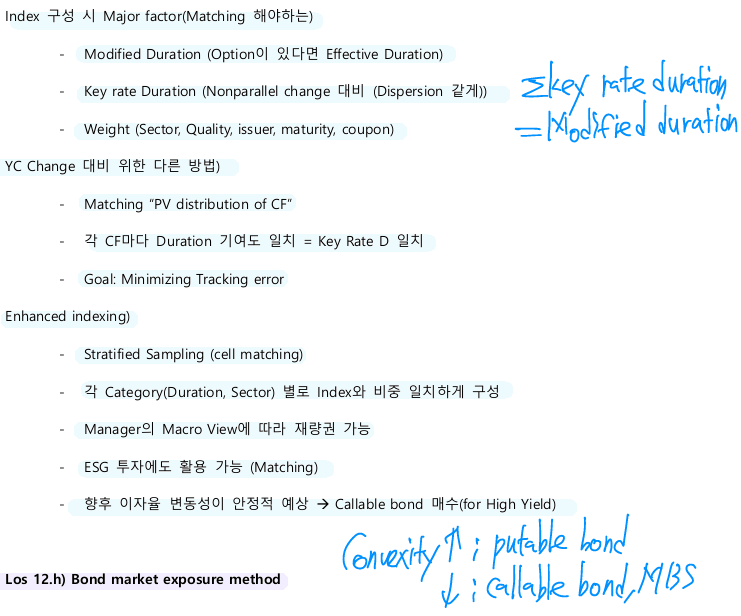 Index 구성 시 Major factor(Matching 해야하는)
- Modified Duration (Option이 있다면 Effective Duration)
- Key rate Duration (Nonparallel change 대비 (Dispersion 같게))
- Weight (Sector, Quality, issuer, maturity, coupon)
Σkey rate duration
= Modified duration
YC Change 대비 위한 다른 방법)
- Matching “PV distribution of CF”
- 각 CF마다 Duration 기여도 일치 = Key Rate D 일치
- Goal: Minimizing Tracking error
Enhanced indexing)
- Stratified Sampling (cell matching)
- 각 Category(Duration, Sector) 별로 Index와 비중 일치하게 구성
- Manager의 Macro View에 따라 재량권 가능
- ESG 투자에도 활용 가능 (Matching)
- 향후 이자율 변동성이 안정적 예상 → Callable bond 매수(for High Yield)
Convexity ↑ ; putable bond
↓ ; callable bond, MBS
Los 12.h) Bond market exposure method